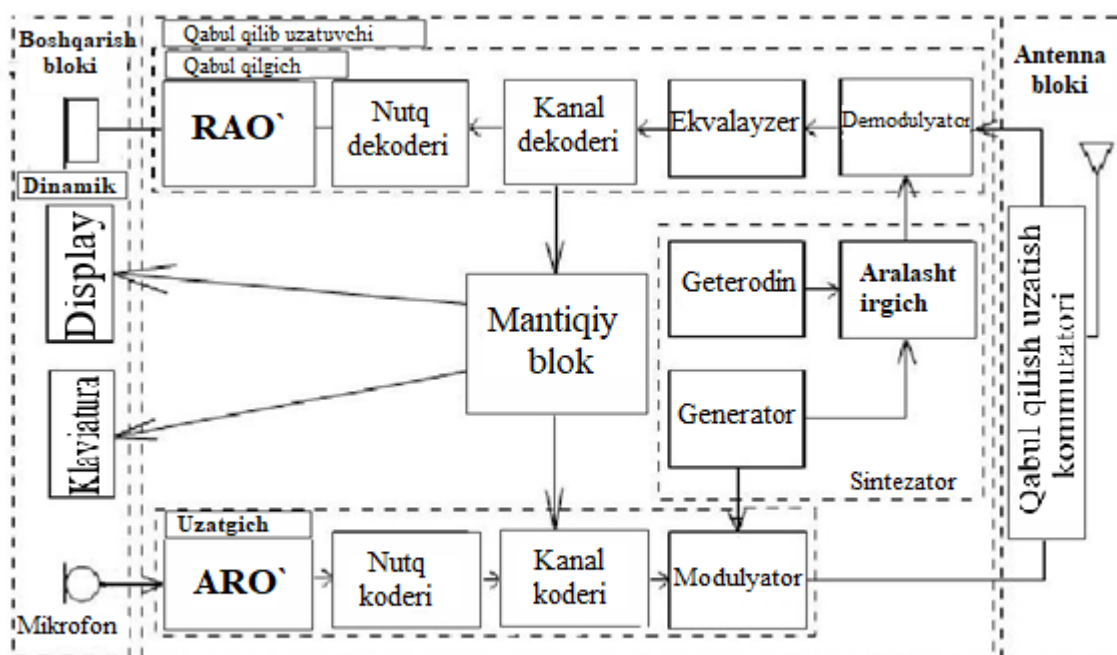 Boshqarish
bloki
Qabul qilib uzatuvchi
Qabul qilgich
Antenna
bloki
RAO`
Nutq
dekoderi
Kanal
dekoderi
Ekvalayzer
Demodulyator
Dinamik
Display
Mantiqiy
blok
Geterodin
Aralasht
irgich
Qabul qilish uzatish
kommutatori
Klaviatura
Generator
Sintezator
Uzatgich
ARO`
Nutq
koderi
Kanal
koderi
Modulyator
Mikrofon